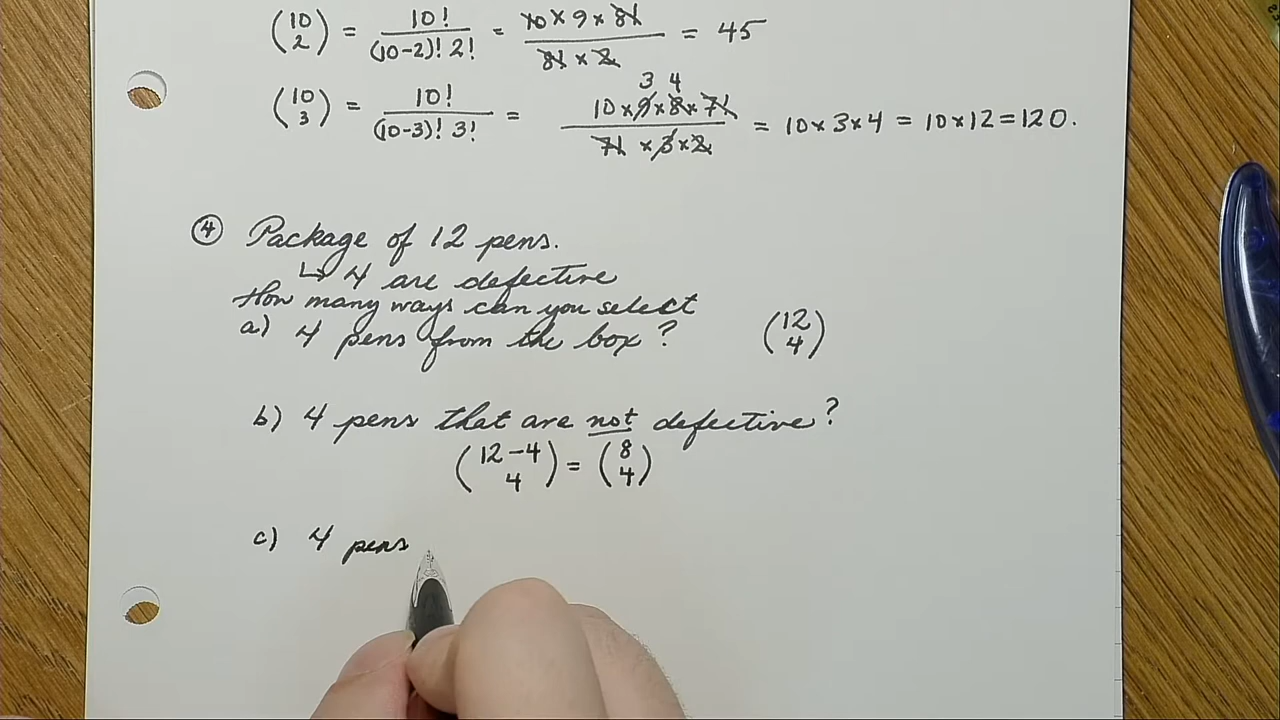 (10 2) = 10! / (10-2)! 2! = 10 × 9 × 8! / 8! × 2 = 45
(10 3) = 10! / (10-3)! 3! = 10 × 9 × 8 × 7! / 7! × 3 × 2 = 10 × 3 × 4 = 10 × 12 = 120.
3 4
④ Package of 12 pens.
↳ 4 are defective
How many ways can you select
a) 4 pens from the box? (12 4)
b) 4 pens that are not defective?
(12-4 4) = (8 4)
c) 4 pens